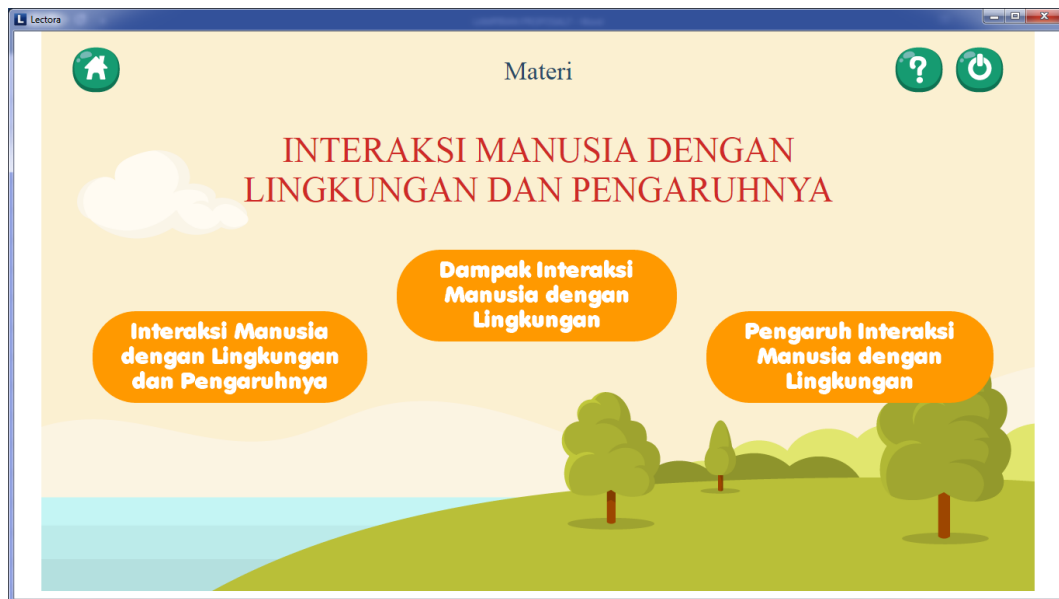 Lectora
Materi
INTERAKSI MANUSIA DENGAN
LINGKUNGAN DAN PENGARUHNYA
Dampak Interaksi
Manusia dengan
Lingkungan
Interaksi Manusia
dengan Lingkungan
dan Pengaruhnya
Pengaruh Interaksi
Manusia dengan
Lingkungan